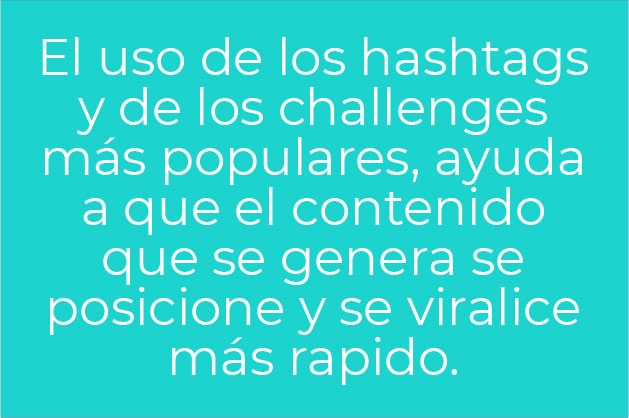 El uso de los hashtags
y de los challenges
más populares, ayuda
a que el contenido
que se genera se
posicione y se viralice
más rapido.